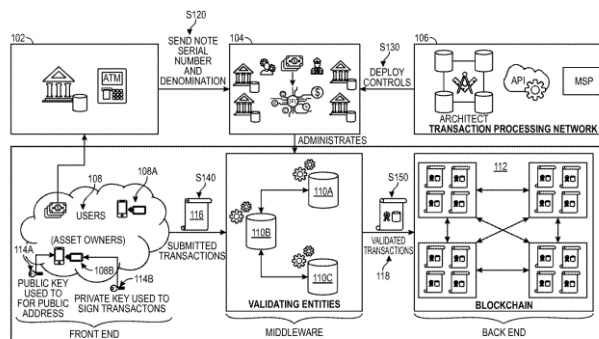 102
ATM
S120
SEND NOTE
SERIAL
NUMBER
AND
DENOMINATION
104
$
S130
DEPLOY
CONTROLS
106
API
MSP
ARCHITECT
TRANSACTION PROCESSING NETWORK
ADMINISTRATES
108
108A
USERS
(ASSET OWNERS)
114A
108B
114B
PUBLIC KEY
USED TO
FOR PUBLIC
ADDRESS
PRIVATE KEY USED TO
SIGN TRANSACTONS
S140
116
SUBMITTED
TRANSACTIONS
110A
110B
110C
VALIDATING ENTITIES
S150
VALIDATED
TRANSACTIONS
118
112
BLOCKCHAIN
FRONT END
MIDDLEWARE
BACK END